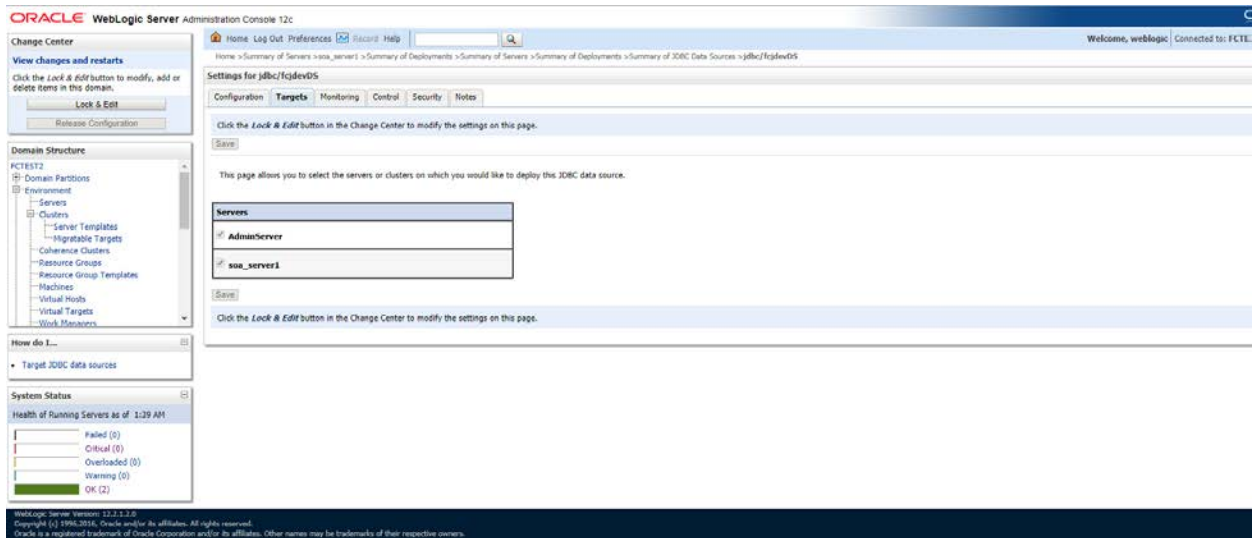 ORACLE WebLogic Server Administration Console 12c
Change Center
View changes and restarts
Click the Lock & Edit button to modify, add or
delete items in this domain.
Lock & Edit
Release Configuration
Domain Structure
FCTEST2
Domain Partitions
Environment
Servers
Clusters
Server Templates
Migratable Targets
Coherence Clusters
Resource Groups
Resource Group Templates
Machines
Virtual Hosts
Virtual Targets
Work Managers
How do I...
Target JDBC data sources
System Status
Health of Running Servers as of 1:29 AM
Failed (0)
Critical (0)
Overloaded (0)
Warning (0)
OK (2)
Home Log Out Preferences Record Help
Welcome, weblogic Connected to: FCTE
Home >Summary of Servers >soa_server1 >Summary of Deployments >Summary of Servers >Summary of Deployments >Summary of JDBC Data Sources >jdbc/fcjdevDS
Settings for jdbc/fcjdevDS
Configuration Targets Monitoring Control Security Notes
Click the Lock & Edit button in the Change Center to modify the settings on this page.
Save
This page allows you to select the servers or clusters on which you would like to deploy this JDBC data source.
Servers
AdminServer
soa_server1
Save
Click the Lock & Edit button in the Change Center to modify the settings on this page.
WebLogic Server Version: 12.2.1.2.0
Copyright (c) 1996,2016, Oracle and/or its affiliates. All rights reserved.
Oracle is a registered trademark of Oracle Corporation and/or its affiliates. Other names may be trademarks of their respective owners.